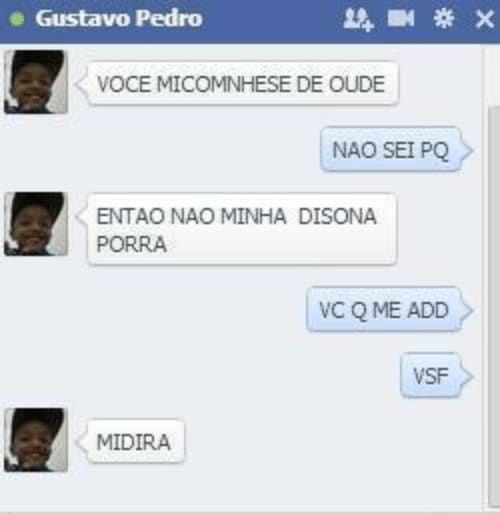 Gustavo Pedro
VOCE MICOMNHESE DE OUDE
NAO SEI PQ
ENTAO NAO MINHA DISONA
PORRA
VC Q ME ADD
VSF
MIDIRA